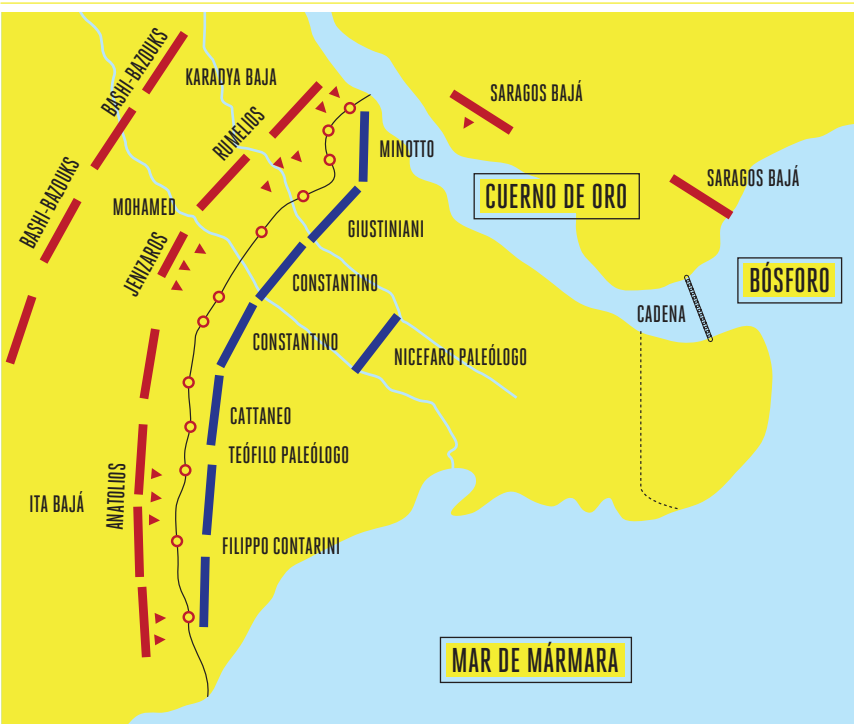 BASHI-BAZOUKS
KARADYA BAJA
SARAGOS BAJÁ
RUMELIOS
MINOTTO
SARAGOS BAJÁ
CUERNO DE ORO
BASHI-BAZOUKS
MOHAMED
GIUSTINIANI
JENIZAROS
CONSTANTINO
BÓSFORO
CADENA
CONSTANTINO
NICEFARO PALEÓLOGO
CATTANEO
TEÓFILO PALEÓLOGO
ITA BAJÁ
ANATOLIOS
FILIPPO CONTARINI
MAR DE MÁRMARA